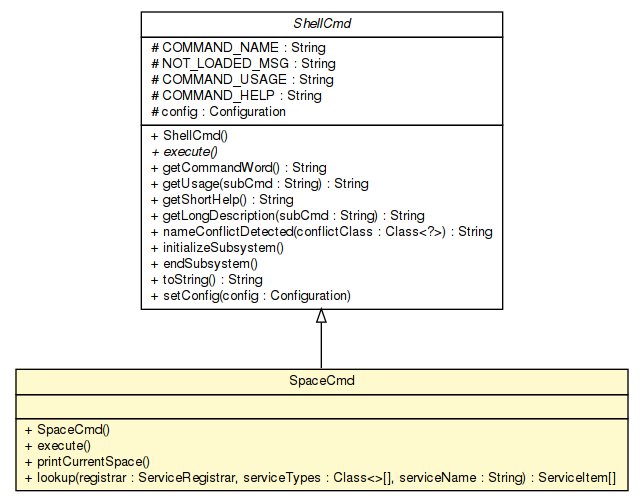 ShellCmd
# COMMAND_NAME : String
# NOT_LOADED_MSG : String
# COMMAND_USAGE : String
# COMMAND_HELP : String
# config : Configuration
+ ShellCmd()
+ execute()
+ getCommandWord() : String
+ getUsage(subCmd : String) : String
+ getShortHelp() : String
+ getLongDescription(subCmd : String) : String
+ nameConflictDetected(conflictClass : Class<?>) : String
+ initializeSubsystem()
+ endSubsystem()
+ toString() : String
+ setConfig(config : Configuration)
SpaceCmd
+ SpaceCmd()
+ execute()
+ printCurrentSpace()
+ lookup(registrar : ServiceRegistrar, serviceTypes : Class<>[], serviceName : String) : ServiceItem[]